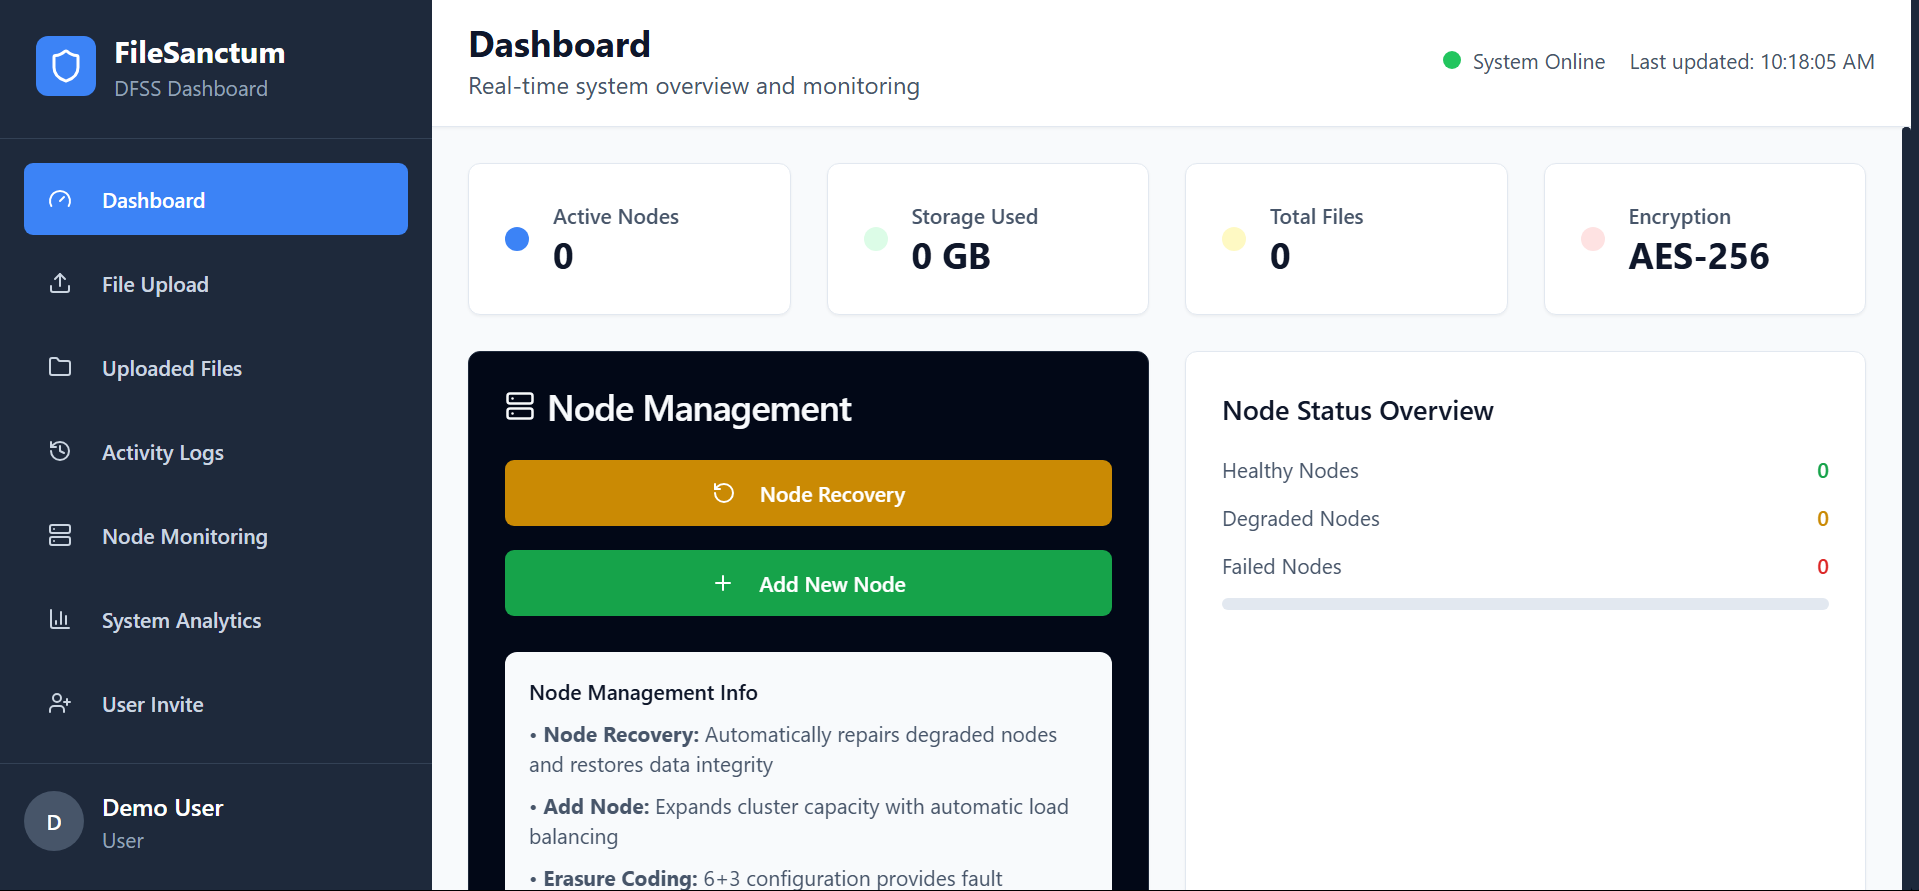 FileSanctum
DFSS Dashboard
Dashboard
File Upload
Uploaded Files
Activity Logs
Node Monitoring
System Analytics
User Invite
D
Demo User
User
Dashboard
Real-time system overview and monitoring
System Online
Last updated: 10:18:05 AM
Active Nodes
0
Storage Used
0 GB
Total Files
0
Encryption
AES-256
Node Management
Node Recovery
Add New Node
Node Management Info
• Node Recovery: Automatically repairs degraded nodes
and restores data integrity
• Add Node: Expands cluster capacity with automatic load
balancing
• Erasure Coding: 6+3 configuration provides fault
Node Status Overview
Healthy Nodes 0
Degraded Nodes 0
Failed Nodes 0